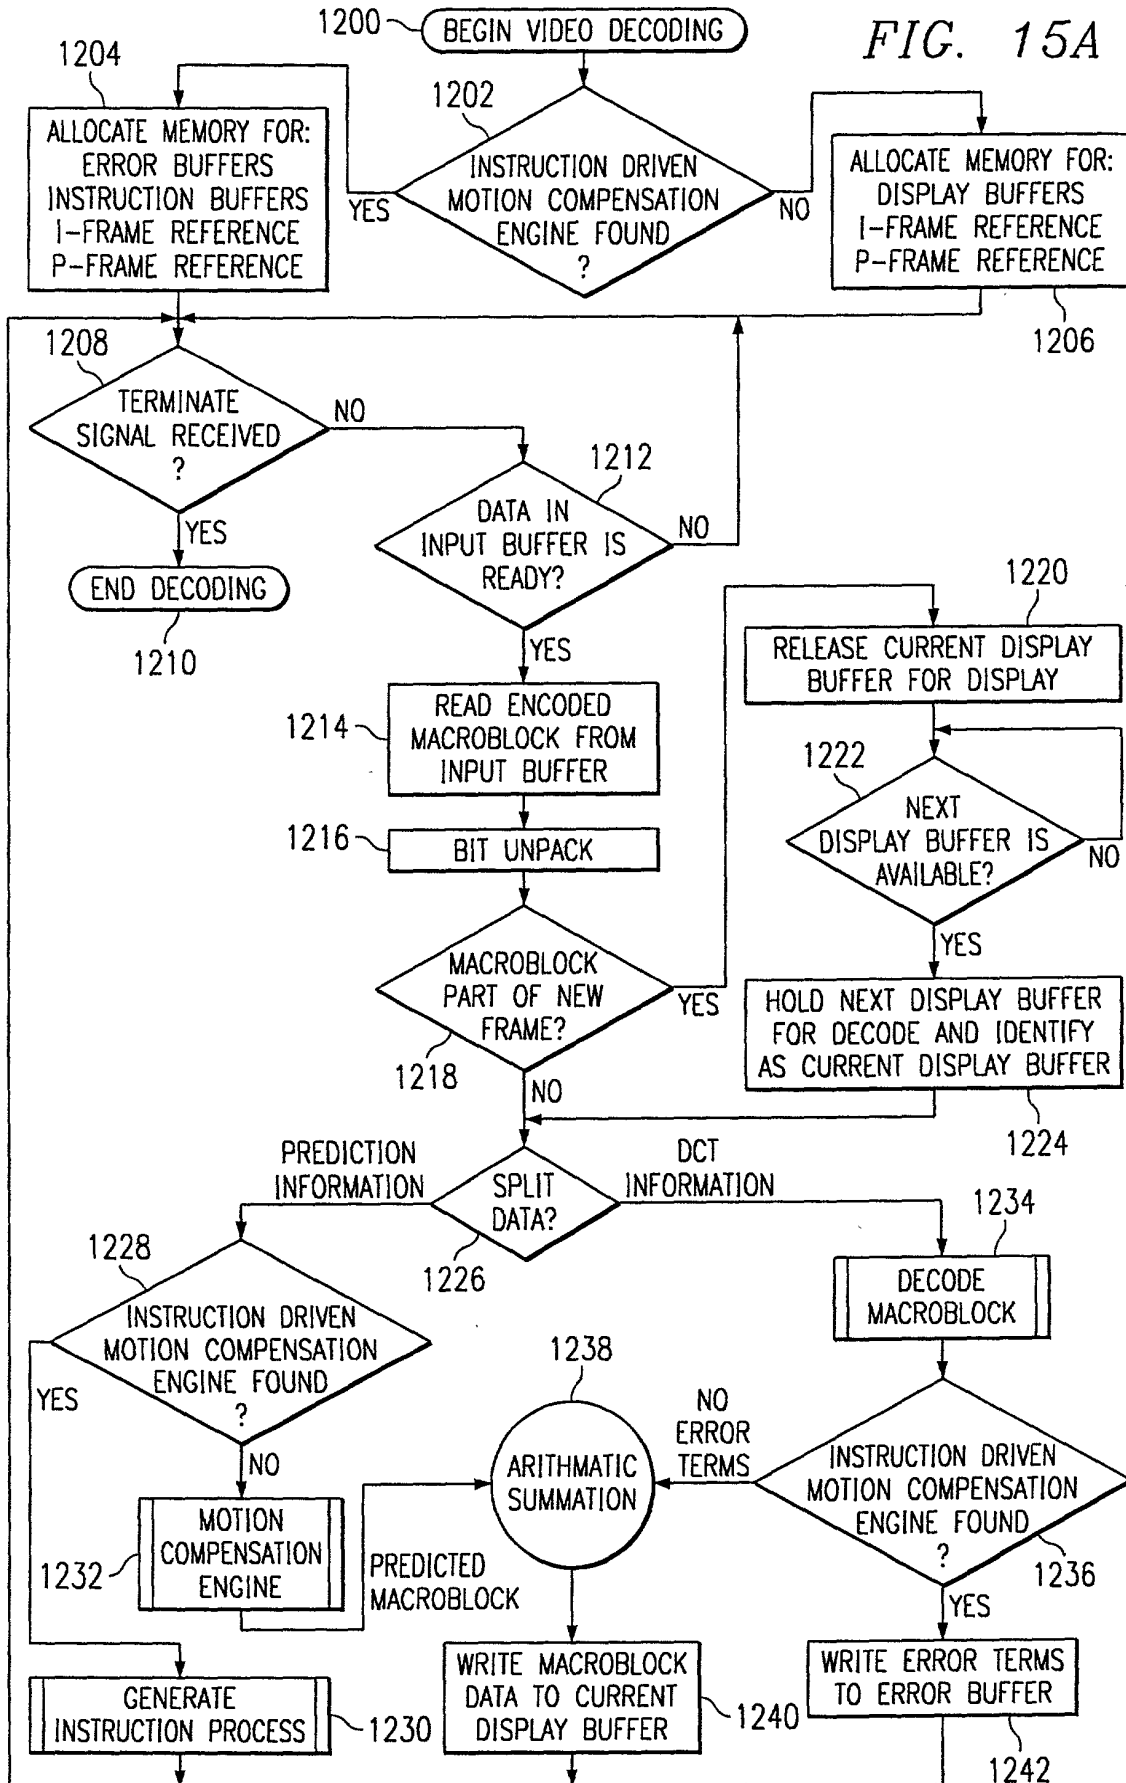 FIG. 15A
1200
BEGIN VIDEO DECODING
1204
ALLOCATE MEMORY FOR:
ERROR BUFFERS
INSTRUCTION BUFFERS
I-FRAME REFERENCE
P-FRAME REFERENCE
1202
INSTRUCTION DRIVEN
MOTION COMPENSATION
ENGINE FOUND
?
YES
NO
ALLOCATE MEMORY FOR:
DISPLAY BUFFERS
I-FRAME REFERENCE
P-FRAME REFERENCE
1206
1208
TERMINATE
SIGNAL RECEIVED
?
NO
YES
END DECODING
1210
1212
DATA IN
INPUT BUFFER IS
READY?
NO
YES
1214
READ ENCODED
MACROBLOCK FROM
INPUT BUFFER
1216
BIT UNPACK
MACROBLOCK
PART OF NEW
FRAME?
YES
1218
NO
1220
RELEASE CURRENT DISPLAY
BUFFER FOR DISPLAY
1222
NEXT
DISPLAY BUFFER IS
AVAILABLE?
NO
YES
HOLD NEXT DISPLAY BUFFER
FOR DECODE AND IDENTIFY
AS CURRENT DISPLAY BUFFER
1224
PREDICTION
INFORMATION
SPLIT
DATA?
DCT
INFORMATION
1226
1228
INSTRUCTION DRIVEN
MOTION COMPENSATION
ENGINE FOUND
?
YES
NO
1232
MOTION
COMPENSATION
ENGINE
PREDICTED
MACROBLOCK
GENERATE
INSTRUCTION PROCESS
1230
1234
DECODE
MACROBLOCK
1238
ARITHMATIC
SUMMATION
NO
ERROR
TERMS
INSTRUCTION DRIVEN
MOTION COMPENSATION
ENGINE FOUND
?
1236
YES
WRITE MACROBLOCK
DATA TO CURRENT
DISPLAY BUFFER
1240
WRITE ERROR TERMS
TO ERROR BUFFER
1242